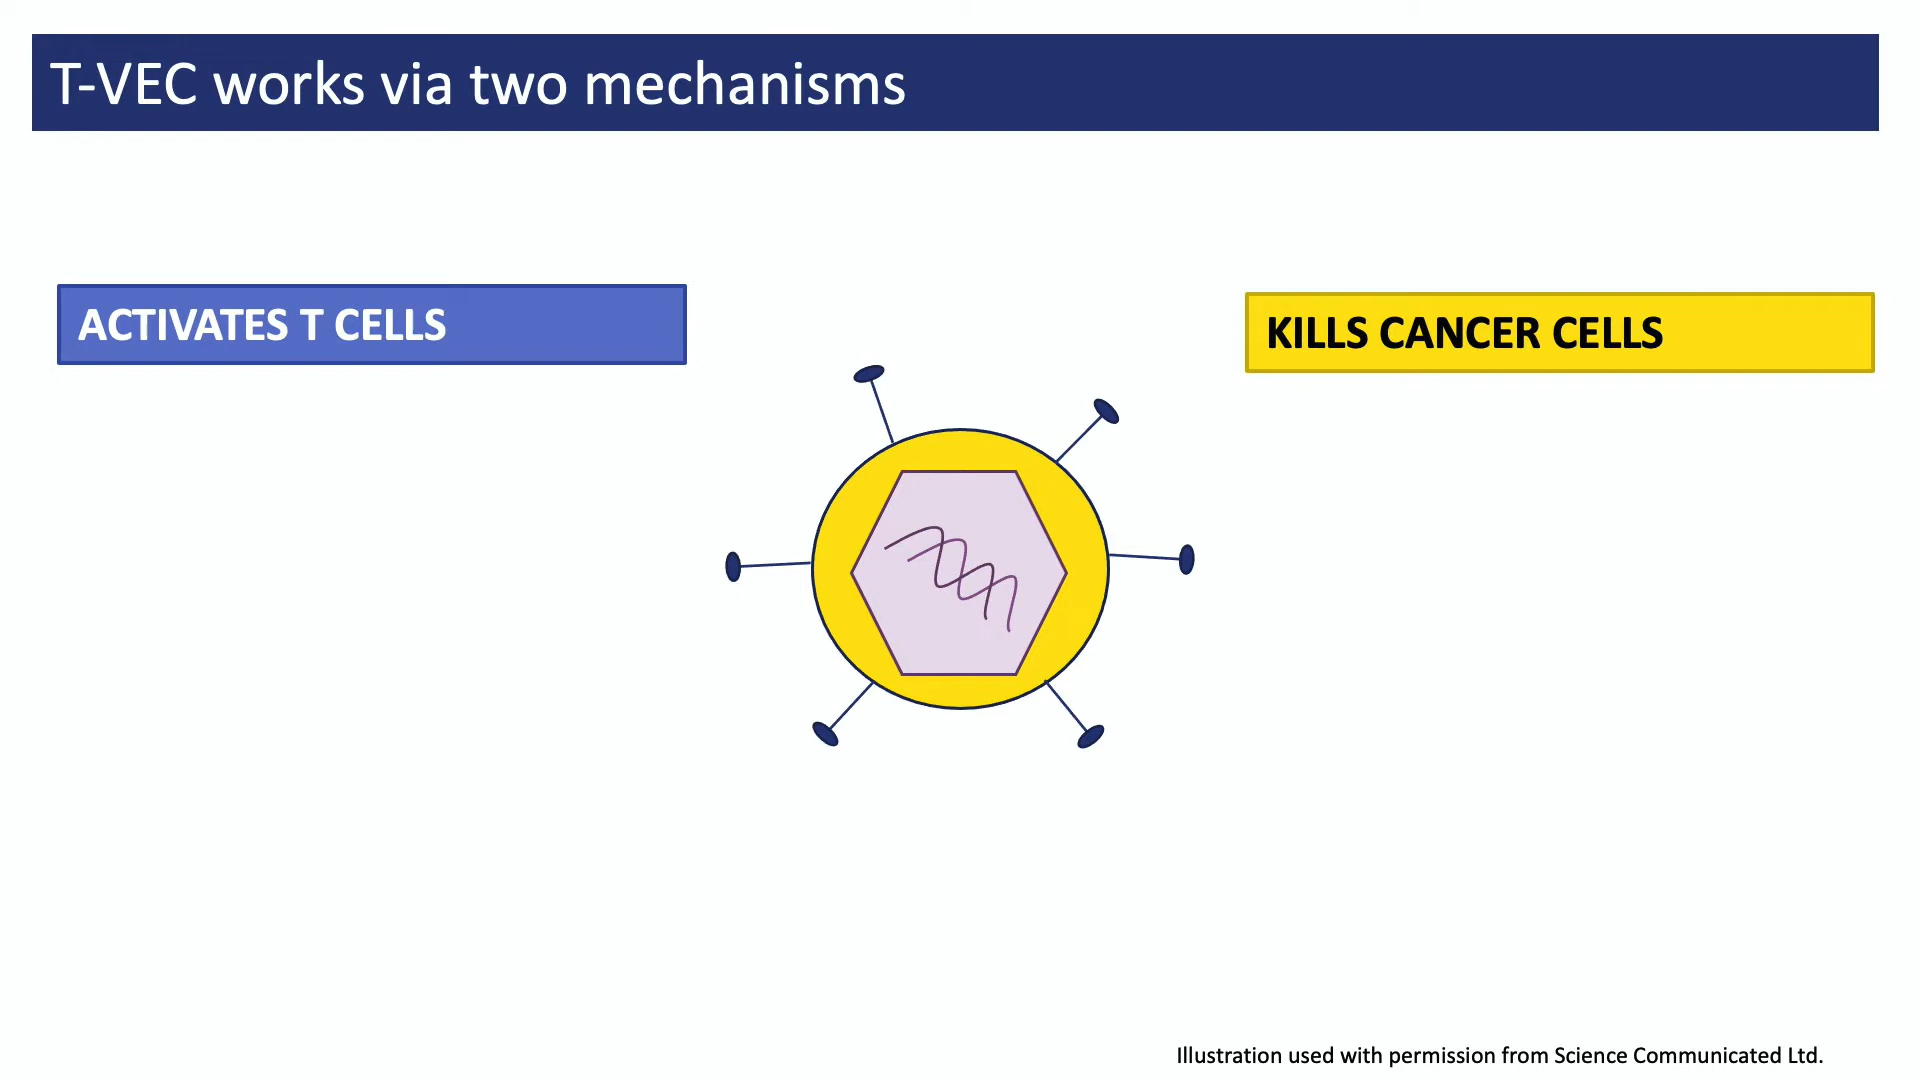 T-VEC works via two mechanisms
ACTIVATES T CELLS
KILLS CANCER CELLS
Illustration used with permission from Science Communicated Ltd.